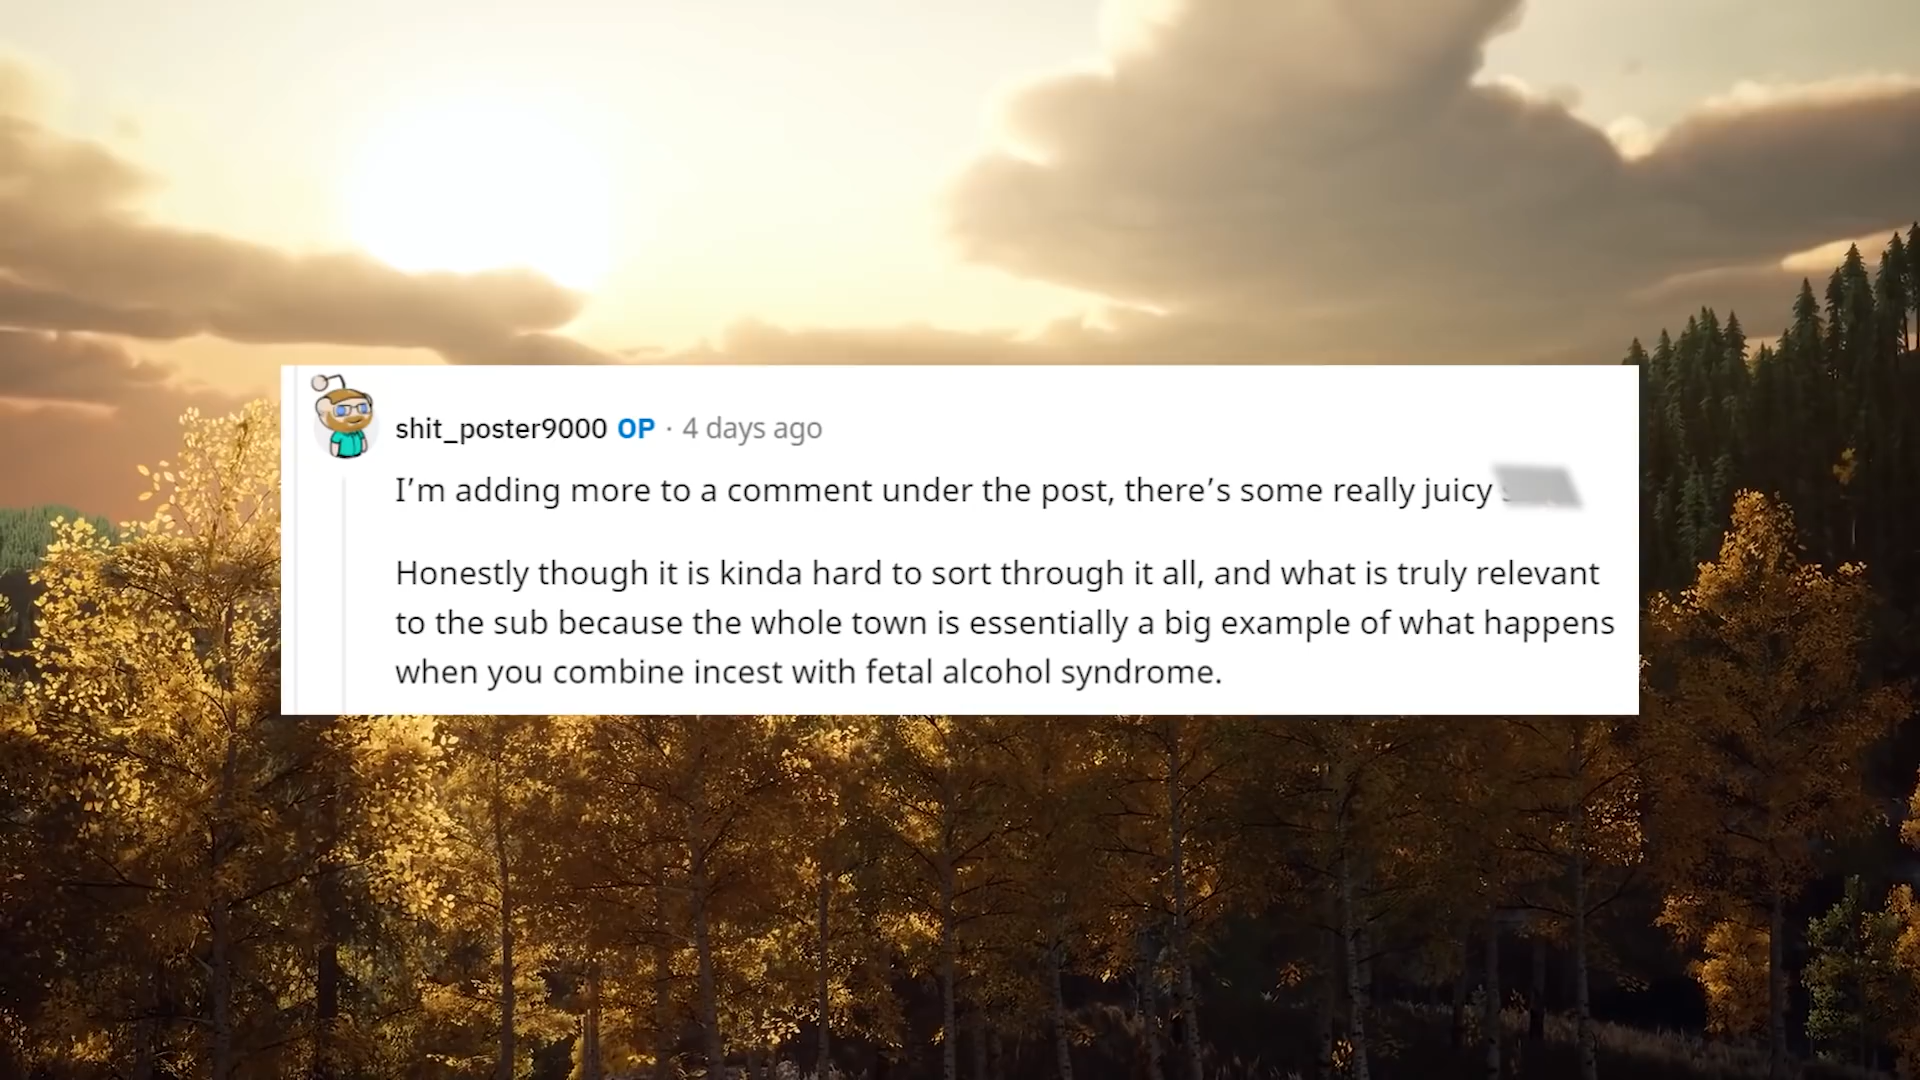 shit_poster9000 OP · 4 days ago
I’m adding more to a comment under the post, there’s some really juicy
Honestly though it is kinda hard to sort through it all, and what is truly relevant
to the sub because the whole town is essentially a big example of what happens
when you combine incest with fetal alcohol syndrome.